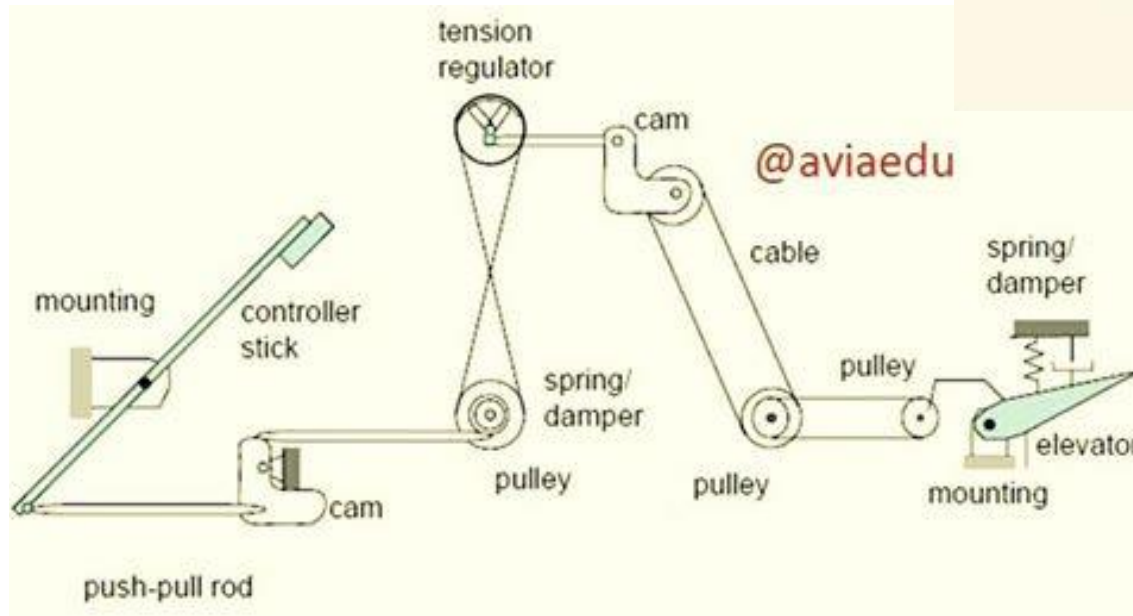 tension
regulator
cam
@aviaedu
mounting
controller
stick
cable
spring/
damper
spring/
damper
pulley
pulley
pulley
elevator
mounting
cam
push-pull rod